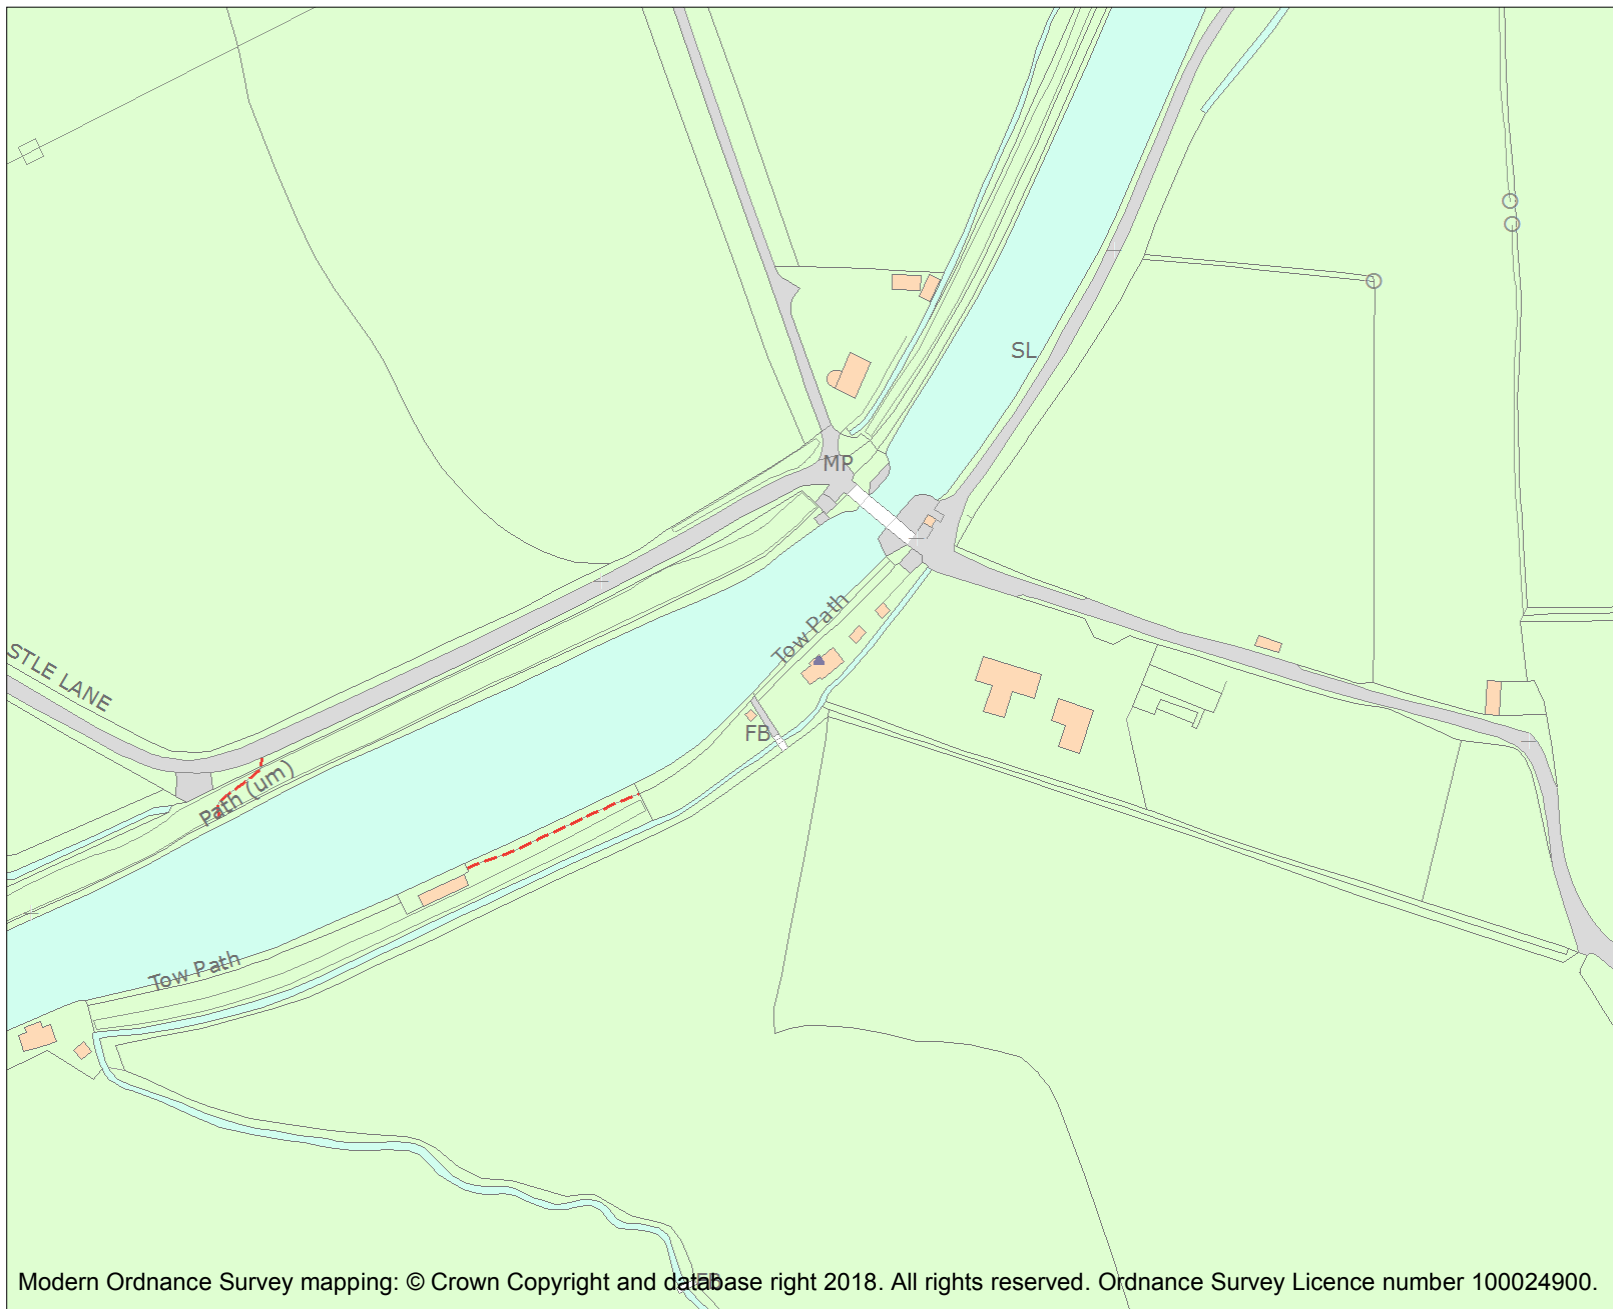 SL
MP
Tow Path
STLE LANE
FB
Path (um)
Tow Path
FB
Modern Ordnance Survey mapping: © Crown Copyright and database right 2018. All rights reserved. Ordnance Survey Licence number 100024900.